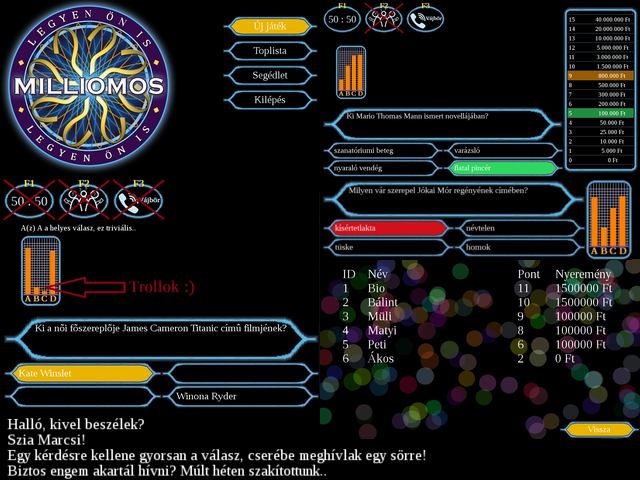 LEGYEN ÖN IS
MILLIOMOS
LEGYEN ÖN IS
Új játék
Toplista
Segédlet
Kilépés
F1 F2 F3
50 : 50 Vájbőr
A B C D
15 40.000.000 Ft
14 20.000.000 Ft
13 10.000.000 Ft
12 5.000.000 Ft
11 3.000.000 Ft
10 1.500.000 Ft
9 800.000 Ft
8 500.000 Ft
7 300.000 Ft
6 200.000 Ft
5 100.000 Ft
4 50.000 Ft
3 25.000 Ft
2 10.000 Ft
1 5.000 Ft
0 0 Ft
Ki Mario Thomas Mann ismert novellájában?
szanatóriumi beteg varázsló
nyaraló vendég fiatal pincér
F1 F2 F3
50 : 50 Vájbőr
A(z) A a helyes válasz, ez triviális..
A B C D
Trollok :)
Milyen vár szerepel Jókai Mór regényének címében?
kísértetlakta névtelen
tüske homok
A B C D
Ki a női főszereplője James Cameron Titanic című filmjének?
Kate Winslet
Winona Ryder
ID Név Pont Nyeremény
1 Bio 11 1500000 Ft
2 Bálint 10 1500000 Ft
3 Müli 9 100000 Ft
4 Matyi 8 100000 Ft
5 Peti 6 100000 Ft
6 Ákos 2 0 Ft
Vissza
Halló, kivel beszélek?
Szia Marcsi!
Egy kérdésre kellene gyorsan a válasz, cserébe meghívlak egy sörre!
Biztos engem akartál hívni? Múlt héten szakítottunk..